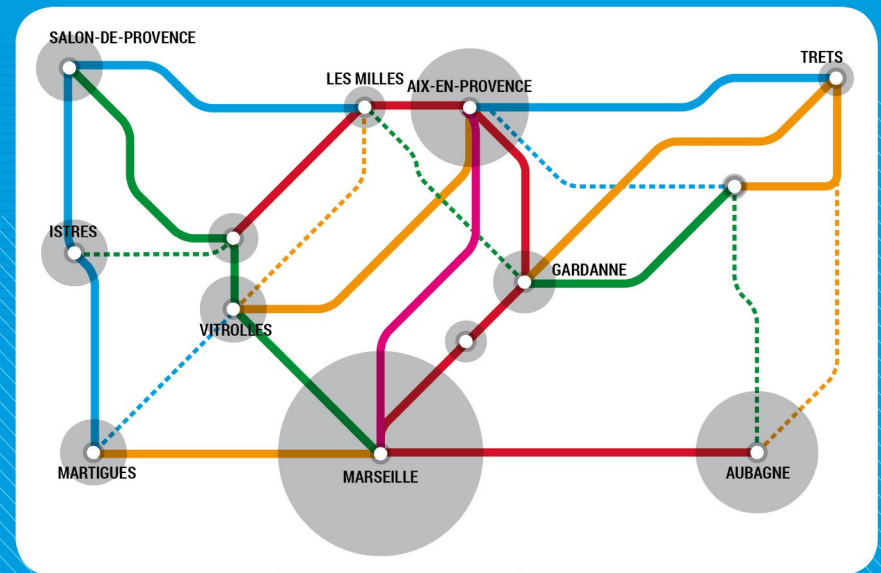 SALON-DE-PROVENCE
TRETS
LES MILLES
AIX-EN-PROVENCE
ISTRES
GARDANNE
VITROLLES
MARTIGUES
MARSEILLE
AUBAGNE